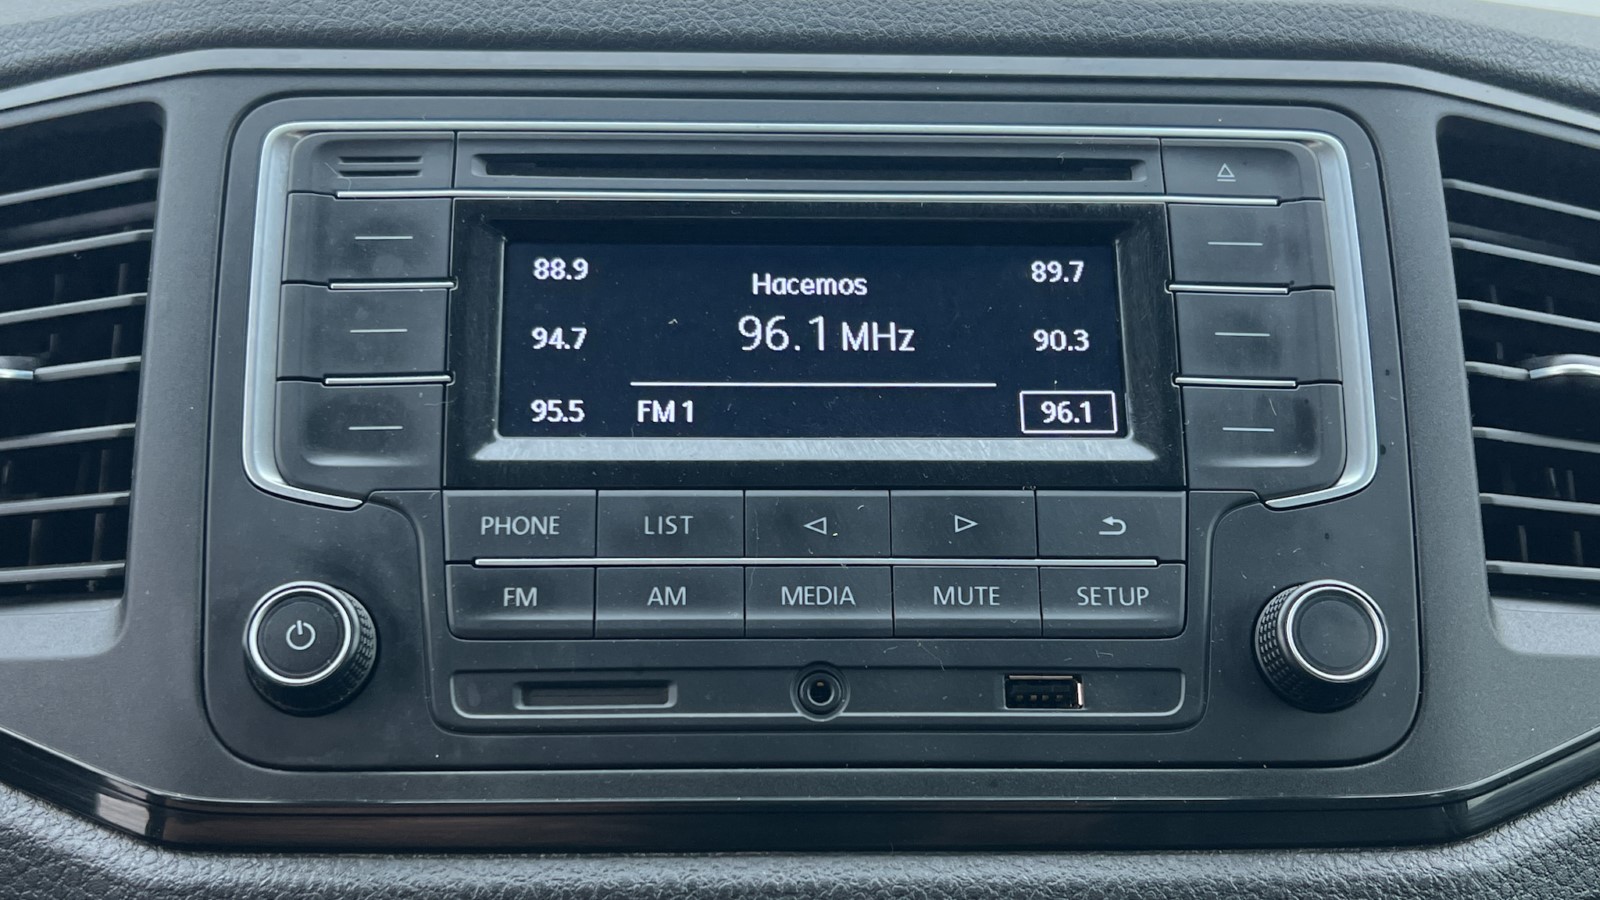 88.9
Hacemos
89.7
94.7
96.1 MHz
90.3
95.5
FM 1
96.1
PHONE
LIST
FM
AM
MEDIA
MUTE
SETUP